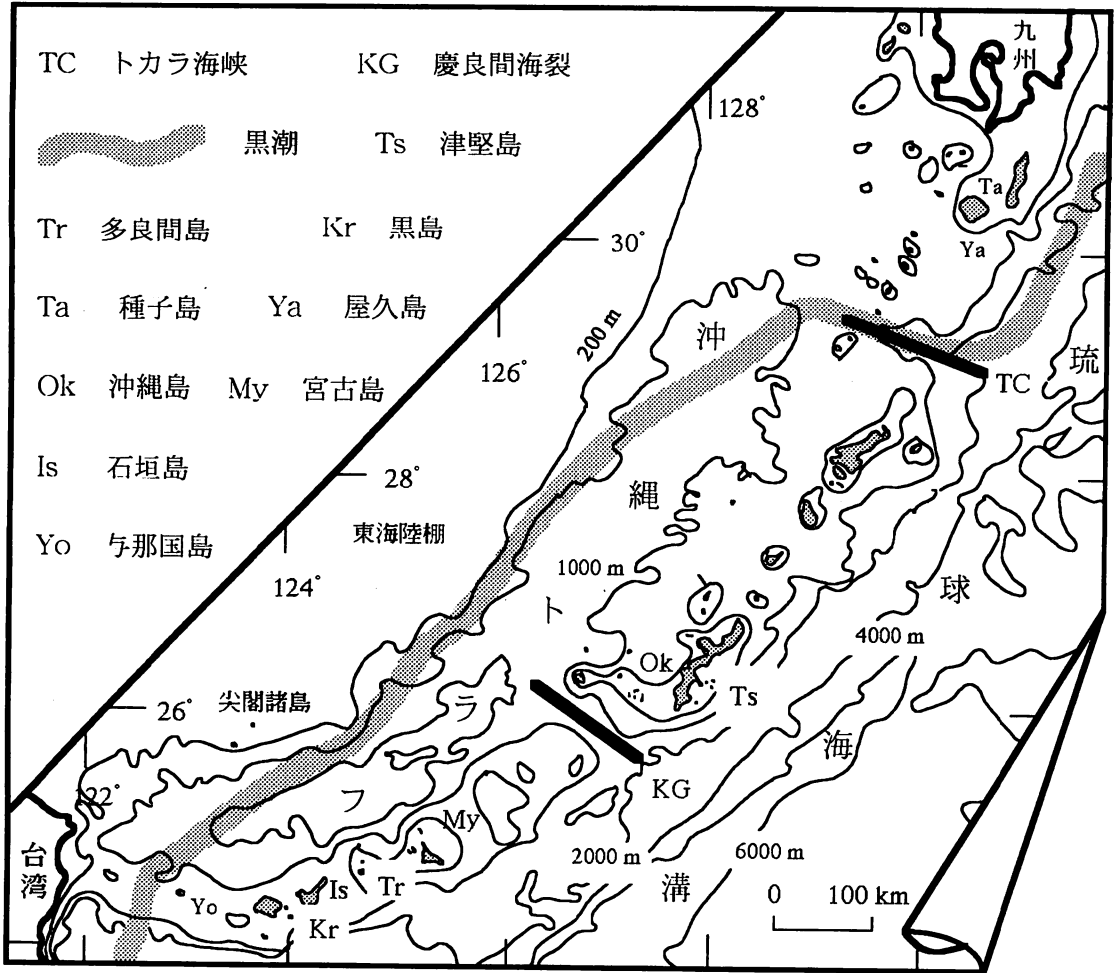 TC トカラ海峡 KG 慶良間海裂
黒潮 Ts 津堅島
Tr 多良間島 Kr 黒島
Ta 種子島 Ya 屋久島
Ok 沖縄島 My 宮古島
Is 石垣島
Yo 与那国島
九州
128°
30°
126°
28°
124°
26°
122°
200 m
東海陸棚
尖閣諸島
台湾
沖縄トラフ
1000 m
Ta
Ya
TC
琉球海溝
4000 m
Ok
Ts
KG
My
2000 m
6000 m
Is
Tr
Yo
Kr
0 100 km